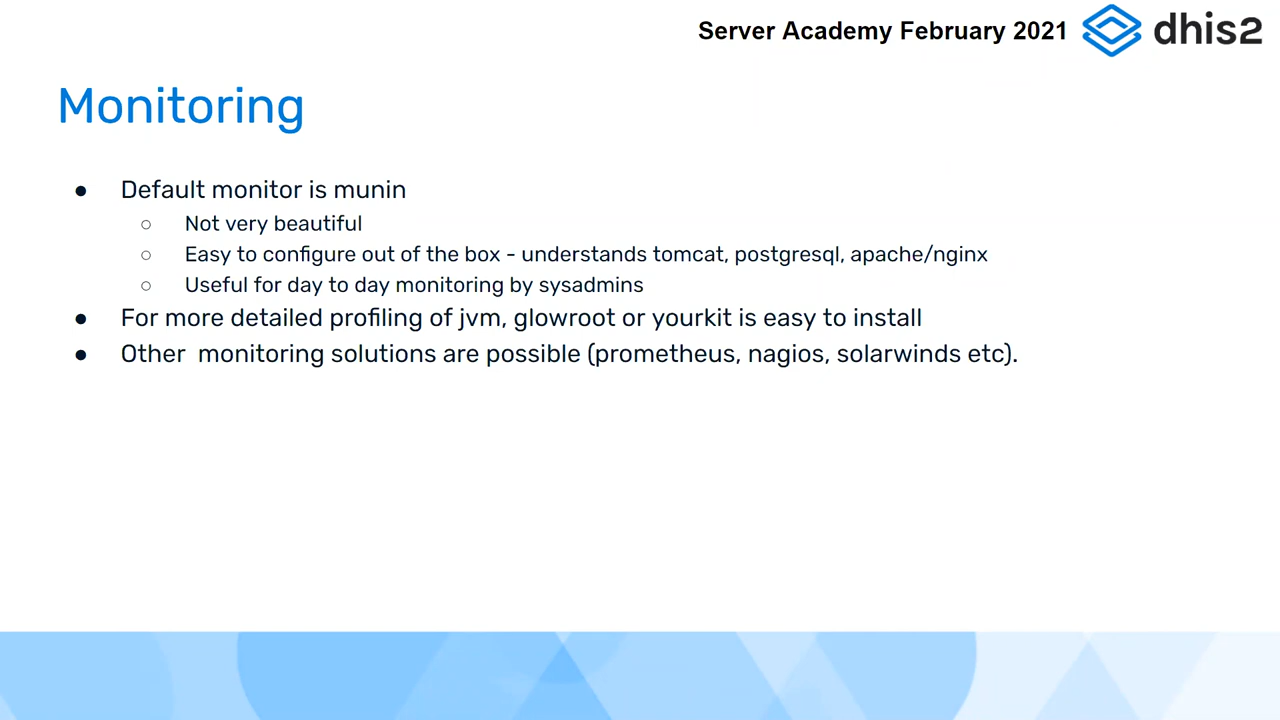 Server Academy February 2021 dhis2
Monitoring
● Default monitor is munin
○ Not very beautiful
○ Easy to configure out of the box - understands tomcat, postgresql, apache/nginx
○ Useful for day to day monitoring by sysadmins
● For more detailed profiling of jvm, glowroot or yourkit is easy to install
● Other  monitoring solutions are possible (prometheus, nagios, solarwinds etc).